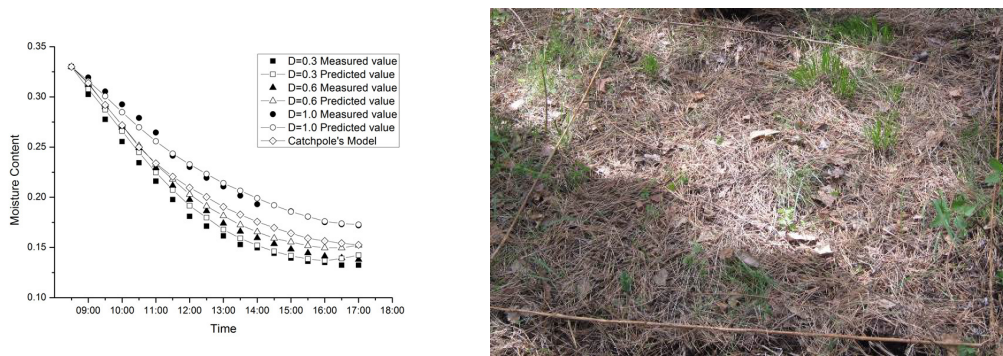 0.35
0.30
0.25
0.20
0.15
0.10
Moisture Content
D=0.3 Measured value
D=0.3 Predicted value
D=0.6 Measured value
D=0.6 Predicted value
D=1.0 Measured value
D=1.0 Predicted value
Catchpole's Model
09:00 10:00 11:00 12:00 13:00 14:00 15:00 16:00 17:00 18:00
Time